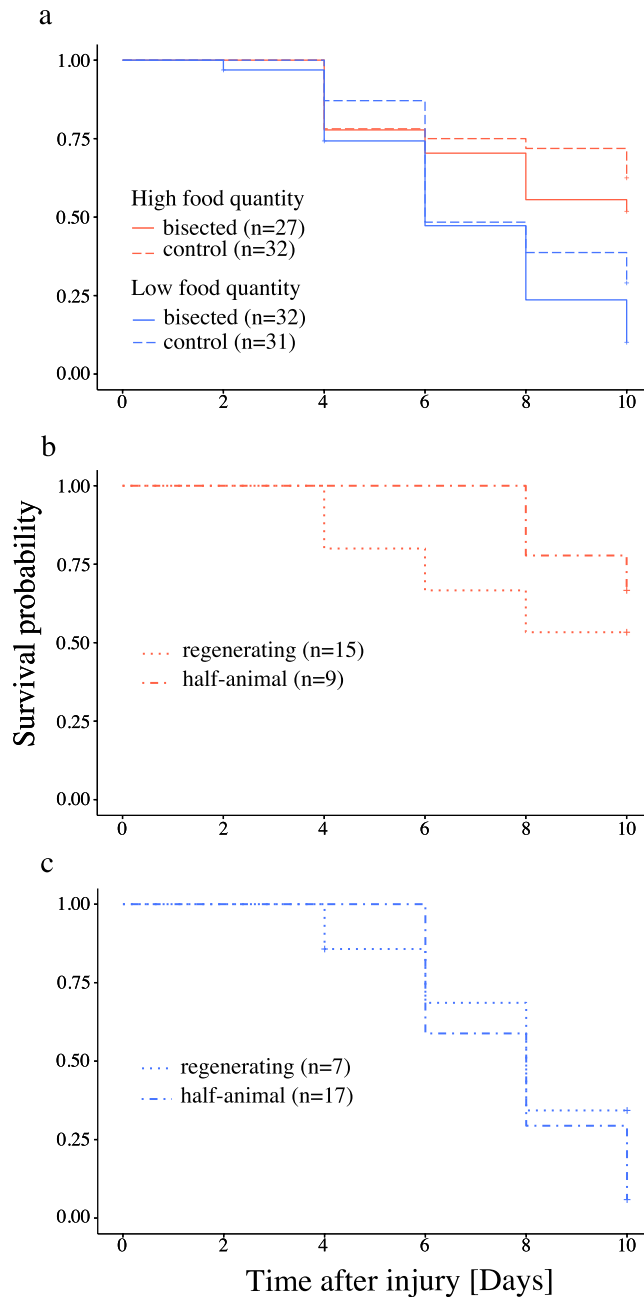 a
1.00
0.75
0.50
0.25
0.00
High food quantity
bisected (n=27)
control (n=32)
Low food quantity
bisected (n=32)
control (n=31)
0 2 4 6 8 10
b
Survival probability
1.00
0.75
0.50
0.25
0.00
regenerating (n=15)
half-animal (n=9)
0 2 4 6 8 10
c
1.00
0.75
0.50
0.25
0.00
regenerating (n=7)
half-animal (n=17)
0 2 4 6 8 10
Time after injury [Days]